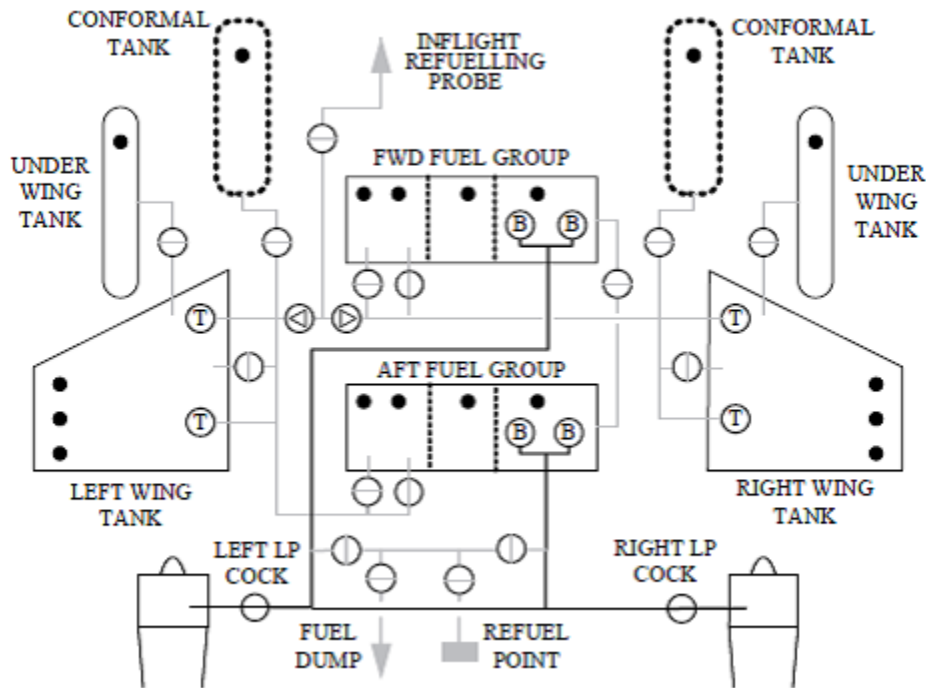 CONFORMAL
TANK
INFLIGHT
REFUELLING
PROBE
CONFORMAL
TANK
UNDER
WING
TANK
FWD FUEL GROUP
UNDER
WING
TANK
B B
T
T
AFT FUEL GROUP
B B
T
T
LEFT WING
TANK
RIGHT WING
TANK
LEFT LP
COCK
RIGHT LP
COCK
FUEL
DUMP
REFUEL
POINT